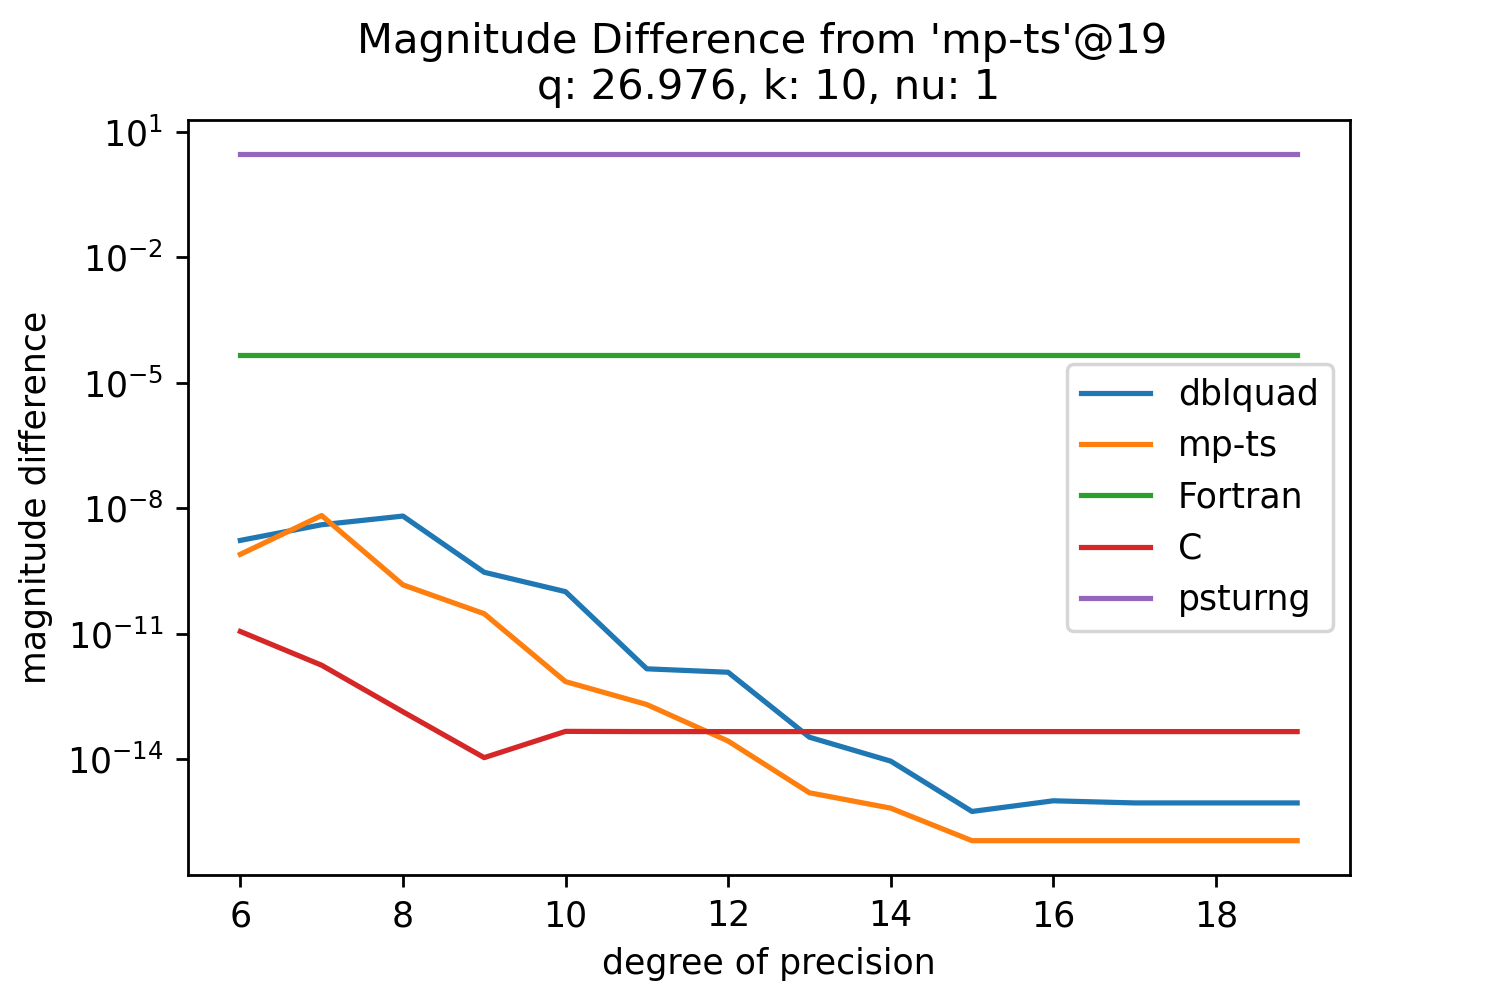 Magnitude Difference from 'mp-ts'@19
q: 26.976, k: 10, nu: 1
magnitude difference
10¹
10⁻²
10⁻⁵
10⁻⁸
10⁻¹¹
10⁻¹⁴
dblquad
mp-ts
Fortran
C
psturng
6 8 10 12 14 16 18
degree of precision